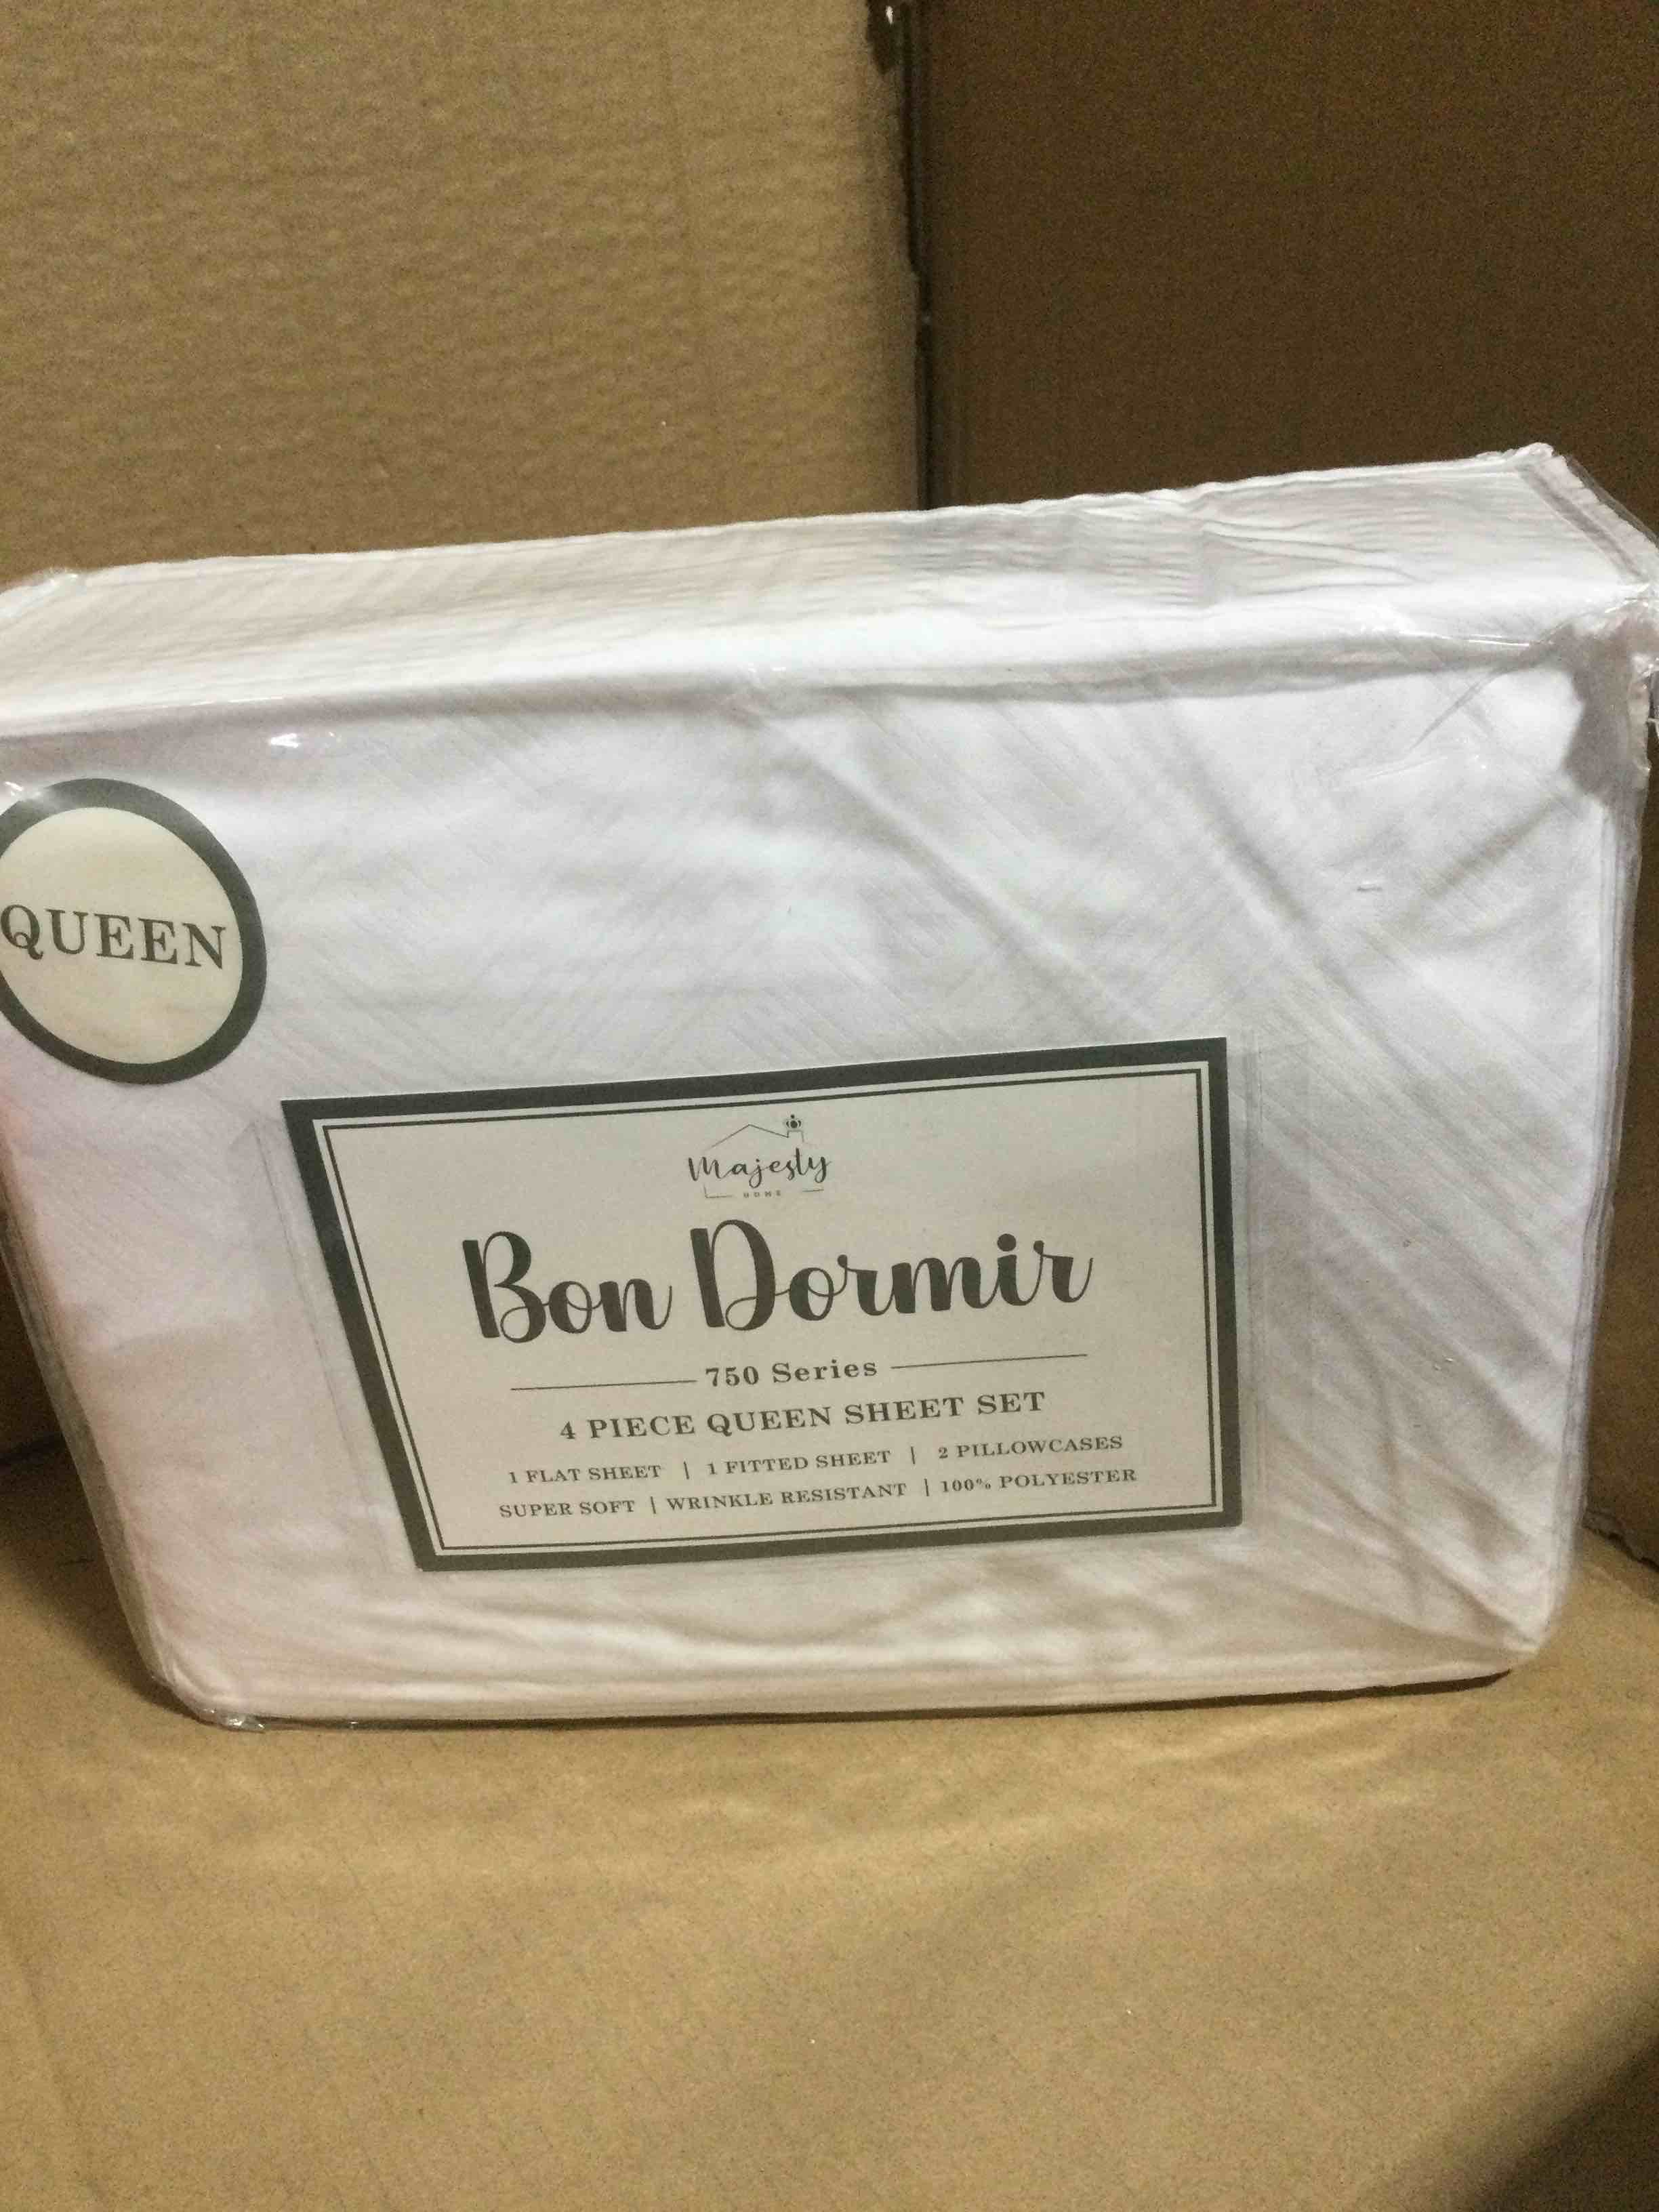 QUEEN
Majesty
HOME
Bon Dormir
750 Series
4 PIECE QUEEN SHEET SET
1 FLAT SHEET | 1 FITTED SHEET | 2 PILLOWCASES
SUPER SOFT | WRINKLE RESISTANT | 100% POLYESTER